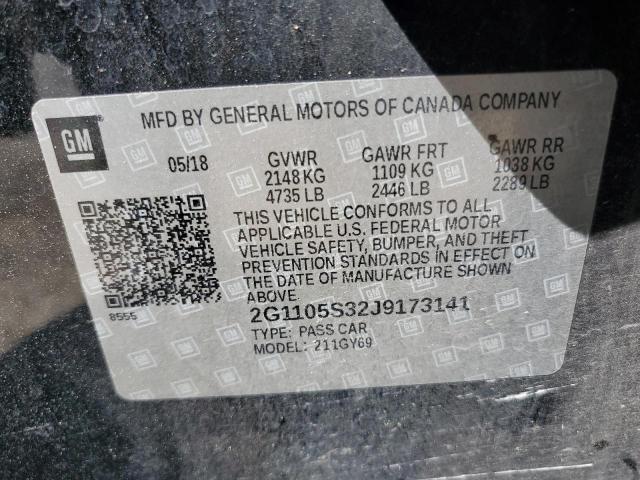 MFD BY GENERAL MOTORS OF CANADA COMPANY
GM
05/18 GVWR GAWR FRT GAWR RR
2148 KG 1109 KG 1038 KG
4735 LB 2446 LB 2289 LB
THIS VEHICLE CONFORMS TO ALL
APPLICABLE U.S. FEDERAL MOTOR
VEHICLE SAFETY, BUMPER, AND THEFT
PREVENTION STANDARDS IN EFFECT ON
THE DATE OF MANUFACTURE SHOWN
ABOVE.
8555
2G1105S32J9173141
TYPE: PASS CAR
MODEL: 211GY69